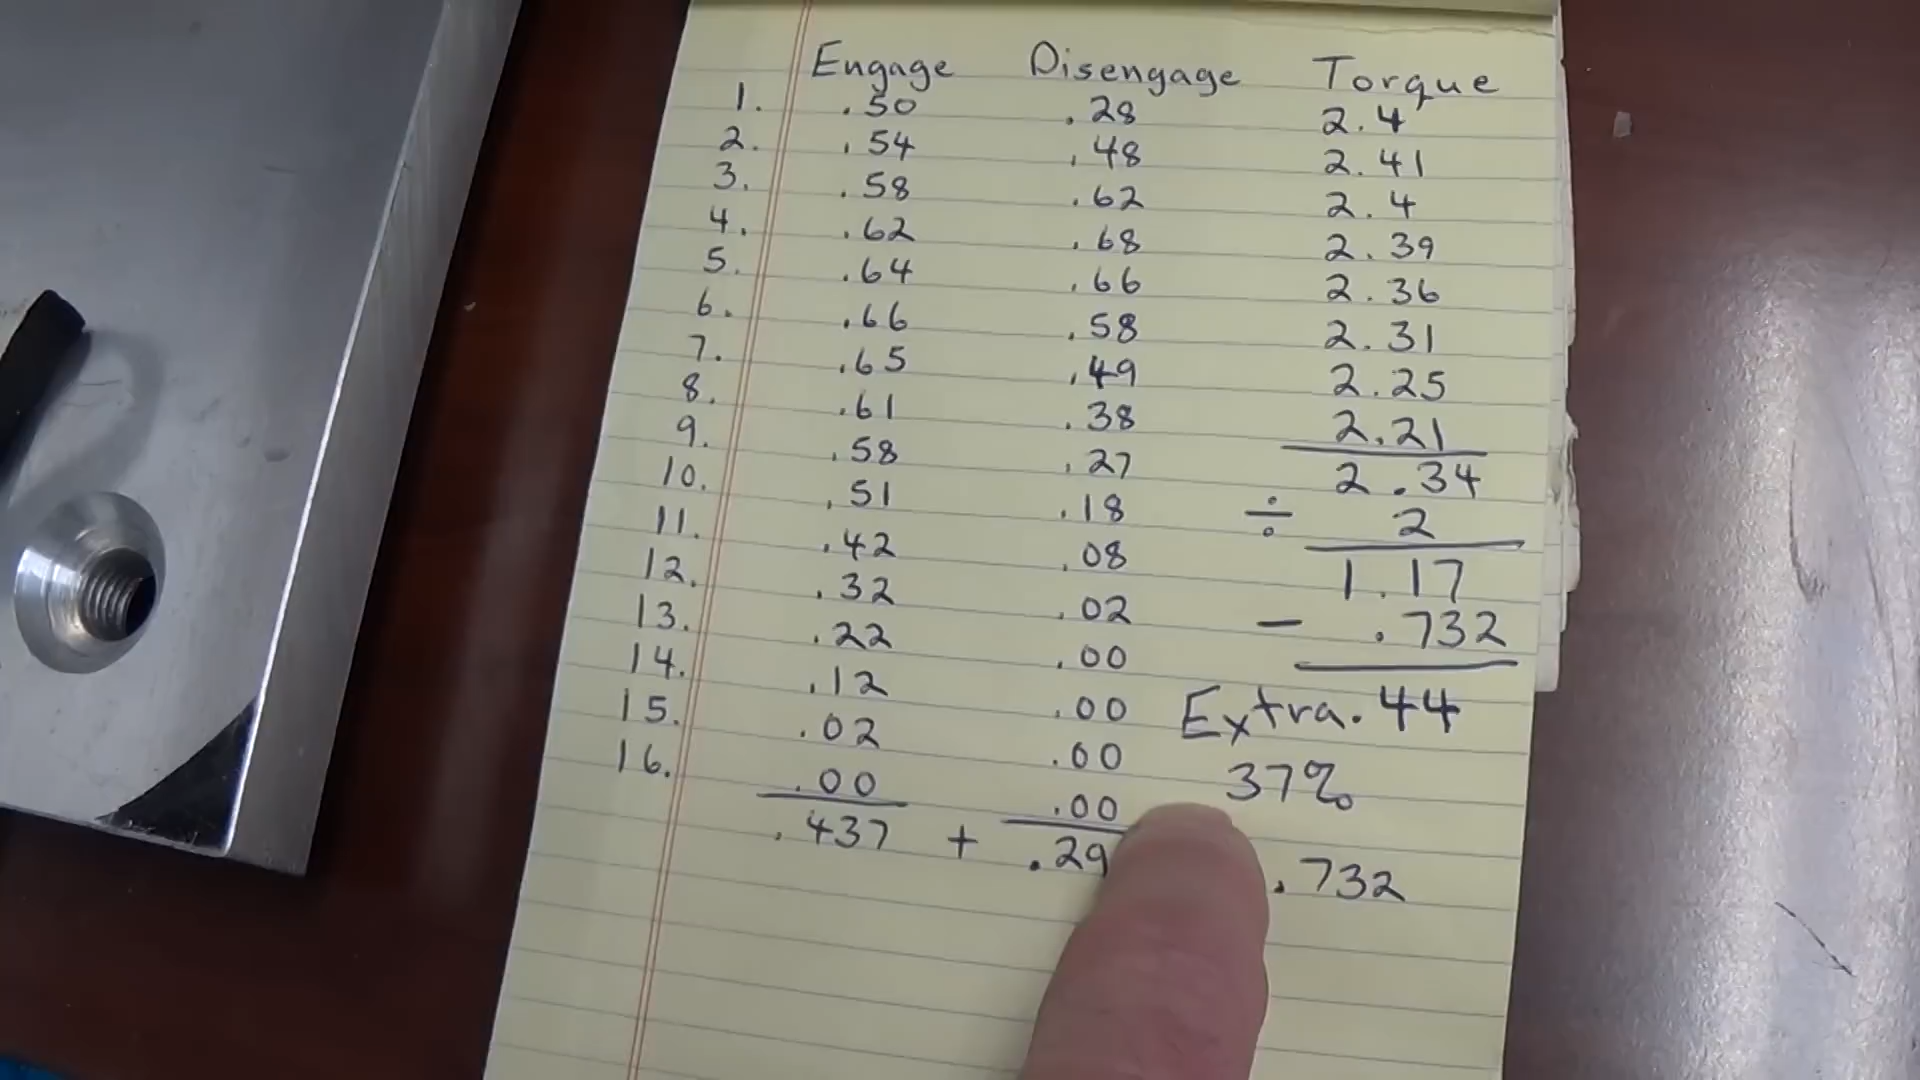 Engage Disengage Torque
1. .50 .28 2.4
2. .54 .48 2.41
3. .58 .62 2.4
4. .62 .68 2.39
5. .64 .66 2.36
6. .66 .58 2.31
7. .65 .49 2.25
8. .61 .38 2.21
9. .58 .27 2.34
10. .51 .18 ÷ 2
11. .42 .08 1.17
12. .32 .02 - .732
13. .22 .00
14. .12 .00 Extra .44
15. .02 .00 37%
16. .00 .00
.437 + .29 .732